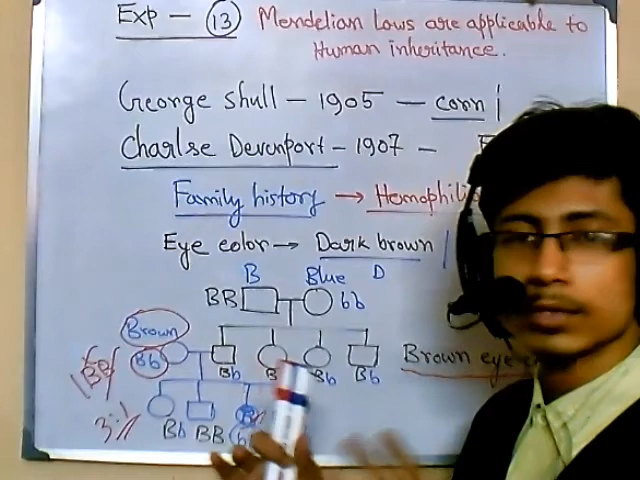 Exp — 13 Mendelian Laws are applicable to
Human inheritance.
George Shull — 1905 — corn |
Charlse Devenport — 1907 —
Family history → Hemophili
Eye color → Dark brown /
B Blue D
BB bb
Brown
Bb Bb Bb Bb
Brown eye
3:1
Bb BB